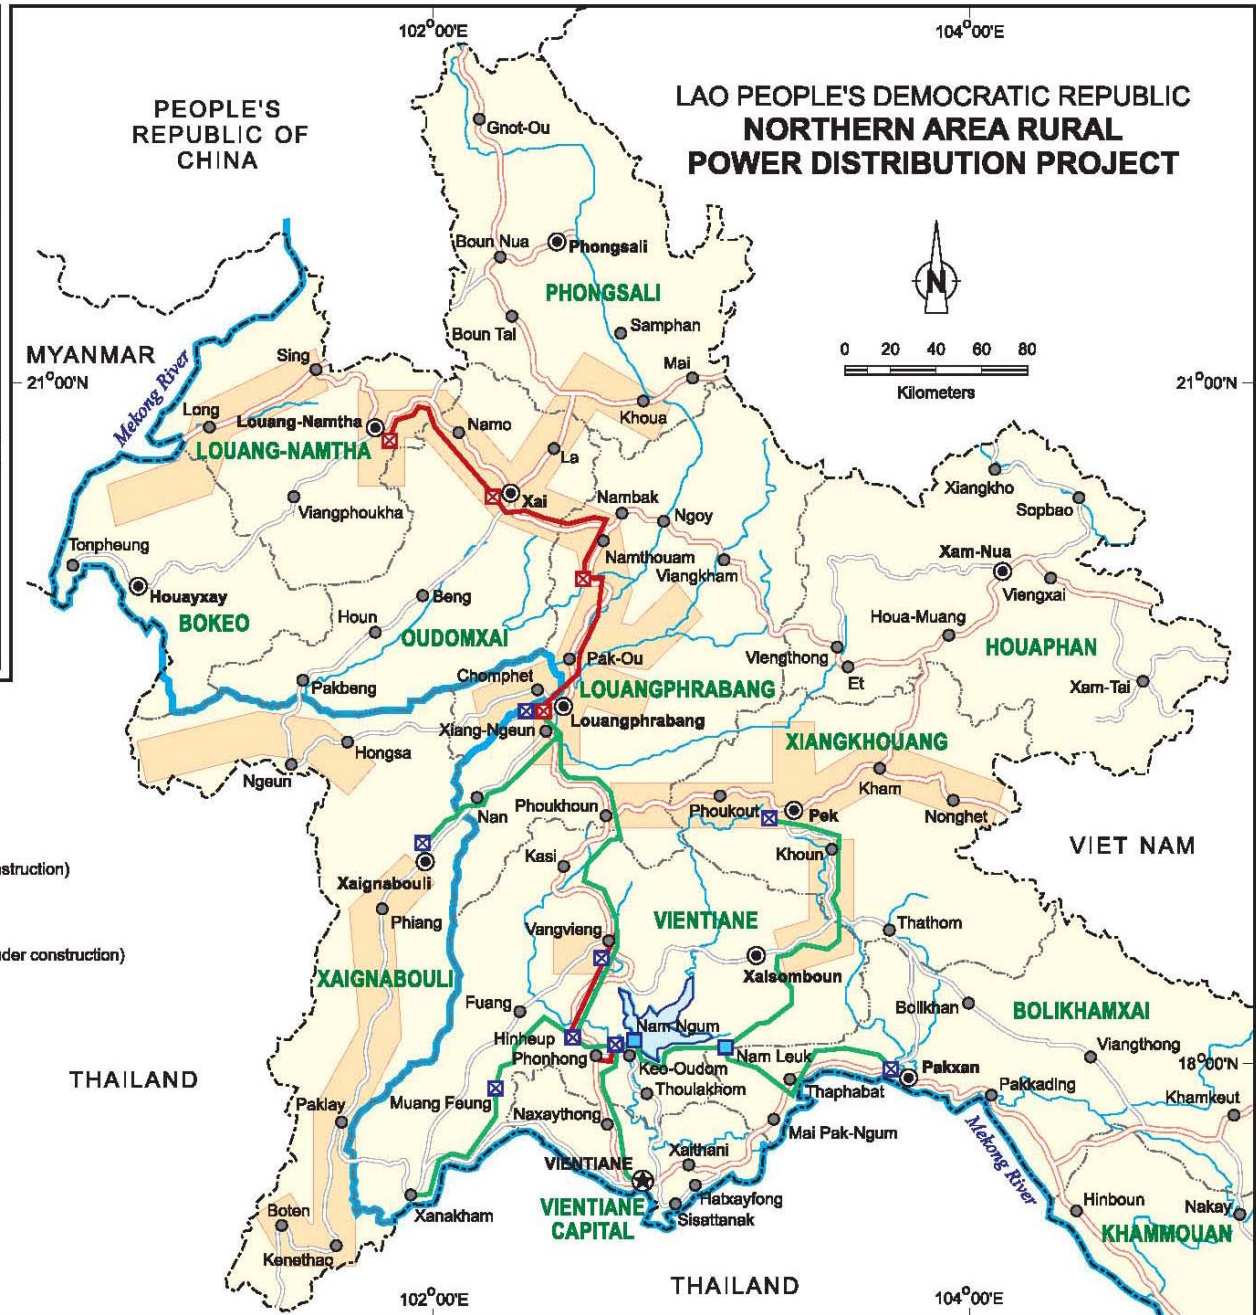 102°00'E
104°00'E
LAO PEOPLE'S DEMOCRATIC REPUBLIC
NORTHERN AREA RURAL
POWER DISTRIBUTION PROJECT
PEOPLE'S
REPUBLIC OF
CHINA
Gnot-Ou
Boun Nua
Phongsali
PHONGSALI
N
Boun Tai
Samphan
MYANMAR
Sing
Mai
0 20 40 60 80
Kilometers
21°00'N
21°00'N
Mekong River
Long
Louang-Namtha
Namo
Khoua
LOUANG-NAMTHA
La
Xiangkho
Viangphoukha
Xai
Nambak
Ngoy
Sopbao
Tonpheung
Namthouam
Viangkham
Xam-Nua
Houayxay
Beng
Viengxai
BOKEO
Houn
OUDOMXAI
Houa-Muang
HOUAPHAN
Pak-Ou
Viengthong
Et
Pakbeng
Chomphet
LOUANGPHRABANG
Xam-Tai
Louangphrabang
Xiang-Ngeun
XIANGKHOUANG
Hongsa
Ngeun
Kham
Nan
Phoukhoun
Phoukout
Pek
Nonghet
VIET NAM
Kasi
Khoun
nstruction)
Xaignabouli
Phiang
VIENTIANE
Thathom
Vangvieng
nder construction)
XAIGNABOULI
Xaisomboun
Fuang
Bolikhan
BOLIKHAMXAI
Hinheup
Nam Ngum
Phonhong
Keo-Oudom
Nam Leuk
Viangthong
THAILAND
Thoulakhom
Pakxan
18°00'N
Muang Feung
Thaphabat
Pakkading
Khamkeut
Paklay
Naxaythong
Mai Pak-Ngum
Mekong River
Xaithani
VIENTIANE
Hatxayfong
Xanakham
VIENTIANE
CAPITAL
Sisattanak
Hinboun
Nakay
Boten
KHAMMOUAN
Kenethao
THAILAND
102°00'E
104°00'E